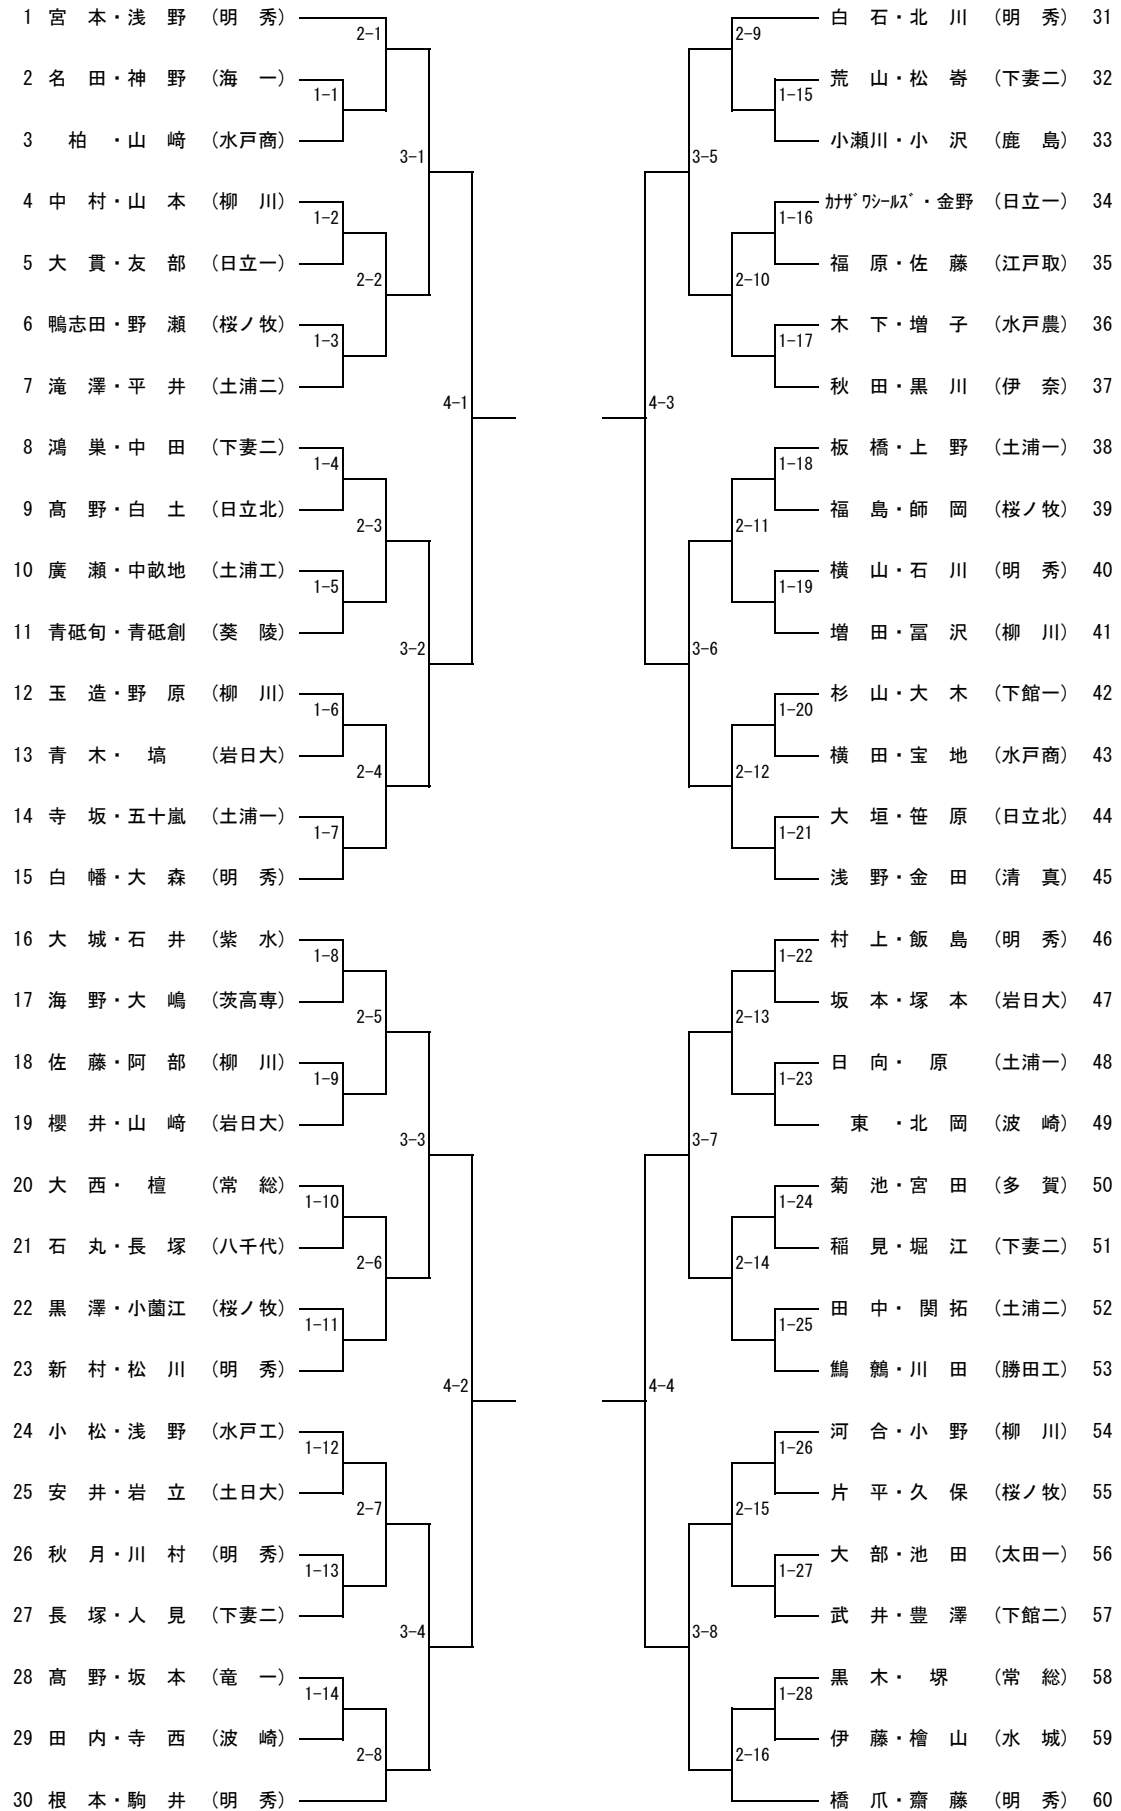 1 宮 本・浅 野 (明 秀)
2-1
2 名 田・神 野 (海 一)
1-1
3 柏 ・山 﨑 (水戸商)
3-1
4 中 村・山 本 (柳 川)
1-2
5 大 貫・友 部 (日立一)
2-2
6 鴨志田・野 瀬 (桜ノ牧)
1-3
7 滝 澤・平 井 (土浦二)
4-1
8 鴻 巣・中 田 (下妻二)
1-4
9 髙 野・白 土 (日立北)
2-3
10 廣 瀬・中畝地 (土浦工)
1-5
11 青砥旬・青砥創 (葵 陵)
3-2
12 玉 造・野 原 (柳 川)
1-6
13 青 木・ 塙 (岩日大)
2-4
14 寺 坂・五十嵐 (土浦一)
1-7
15 白 幡・大 森 (明 秀)
16 大 城・石 井 (紫 水)
1-8
17 海 野・大 嶋 (茨高専)
2-5
18 佐 藤・阿 部 (柳 川)
1-9
19 櫻 井・山 﨑 (岩日大)
3-3
20 大 西・ 檀 (常 総)
1-10
21 石 丸・長 塚 (八千代)
2-6
22 黒 澤・小薗江 (桜ノ牧)
1-11
23 新 村・松 川 (明 秀)
4-2
24 小 松・浅 野 (水戸工)
1-12
25 安 井・岩 立 (土日大)
2-7
26 秋 月・川 村 (明 秀)
1-13
27 長 塚・人 見 (下妻二)
3-4
28 髙 野・坂 本 (竜 一)
1-14
29 田 内・寺 西 (波 崎)
2-8
30 根 本・駒 井 (明 秀)
白 石・北 川 (明 秀) 31
2-9
荒 山・松 嵜 (下妻二) 32
1-15
小瀬川・小 沢 (鹿 島) 33
3-5
ｶﾅｻﾞﾜｼｰﾙｽﾞ・金野 (日立一) 34
1-16
福 原・佐 藤 (江戸取) 35
2-10
木 下・増 子 (水戸農) 36
1-17
秋 田・黒 川 (伊 奈) 37
4-3
板 橋・上 野 (土浦一) 38
1-18
福 島・師 岡 (桜ノ牧) 39
2-11
横 山・石 川 (明 秀) 40
1-19
増 田・冨 沢 (柳 川) 41
3-6
杉 山・大 木 (下館一) 42
1-20
横 田・宝 地 (水戸商) 43
2-12
大 垣・笹 原 (日立北) 44
1-21
浅 野・金 田 (清 真) 45
村 上・飯 島 (明 秀) 46
1-22
坂 本・塚 本 (岩日大) 47
2-13
日 向・ 原 (土浦一) 48
1-23
東 ・北 岡 (波 崎) 49
3-7
菊 池・宮 田 (多 賀) 50
1-24
稲 見・堀 江 (下妻二) 51
2-14
田 中・ 関 拓 (土浦二) 52
1-25
鷦 鷯・川 田 (勝田工) 53
4-4
河 合・小 野 (柳 川) 54
1-26
片 平・久 保 (桜ノ牧) 55
2-15
大 部・池 田 (太田一) 56
1-27
武 井・豊 澤 (下館二) 57
3-8
黒 木・ 堺 (常 総) 58
1-28
伊 藤・檜 山 (水 城) 59
2-16
橋 爪・齋 藤 (明 秀) 60